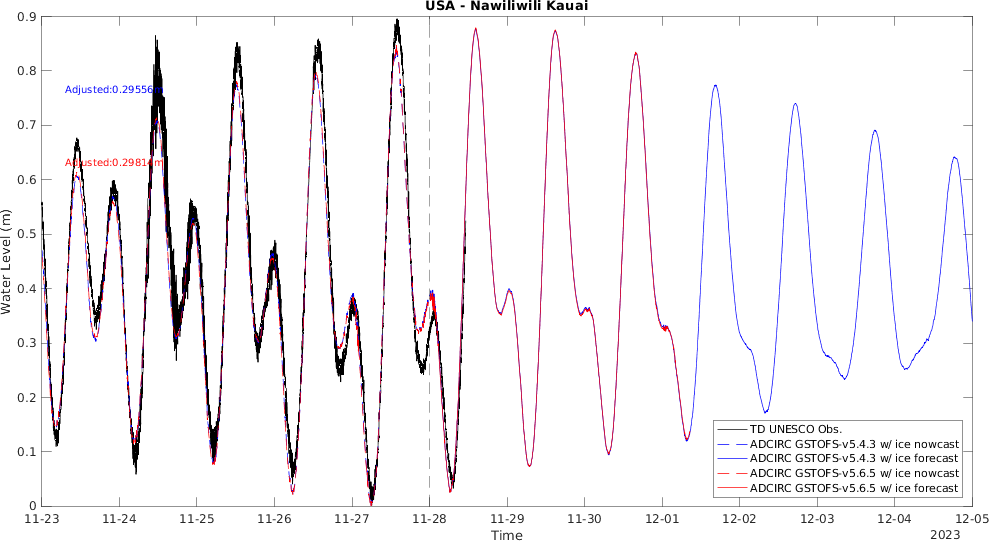 USA - Nawiliwili Kauai
0.9
0.8
0.7
0.6
0.5
0.4
0.3
0.2
0.1
0
Water Level (m)
Adjusted:0.29556m
Adjusted:0.29814m
TD UNESCO Obs.
ADCIRC GSTOFS-v5.4.3 w/ ice nowcast
ADCIRC GSTOFS-v5.4.3 w/ ice forecast
ADCIRC GSTOFS-v5.6.5 w/ ice nowcast
ADCIRC GSTOFS-v5.6.5 w/ ice forecast
11-23 11-24 11-25 11-26 11-27 11-28 11-29 11-30 12-01 12-02 12-03 12-04 12-05
Time
2023